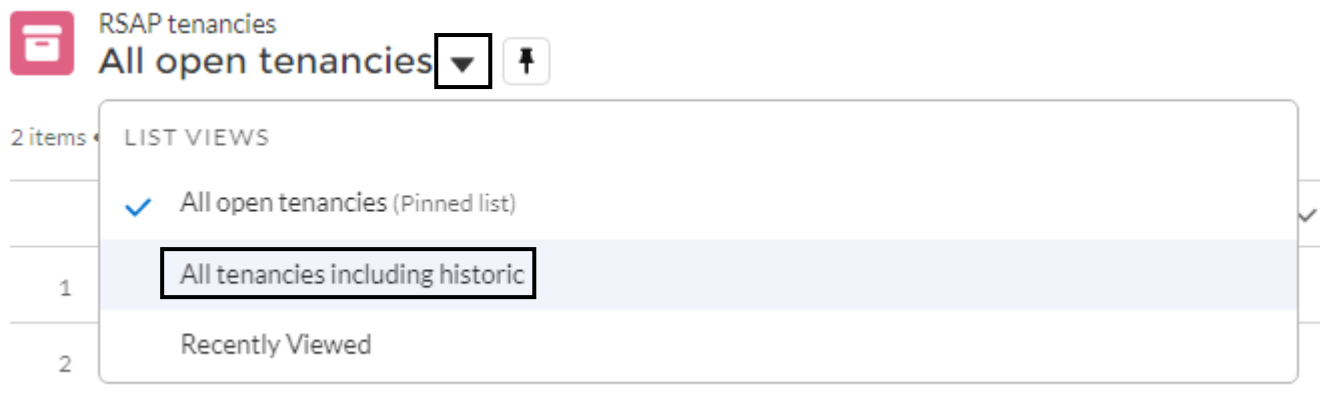 RSAP tenancies
All open tenancies
2 items •
LIST VIEWS
All open tenancies (Pinned list)
All tenancies including historic
1
Recently Viewed
2